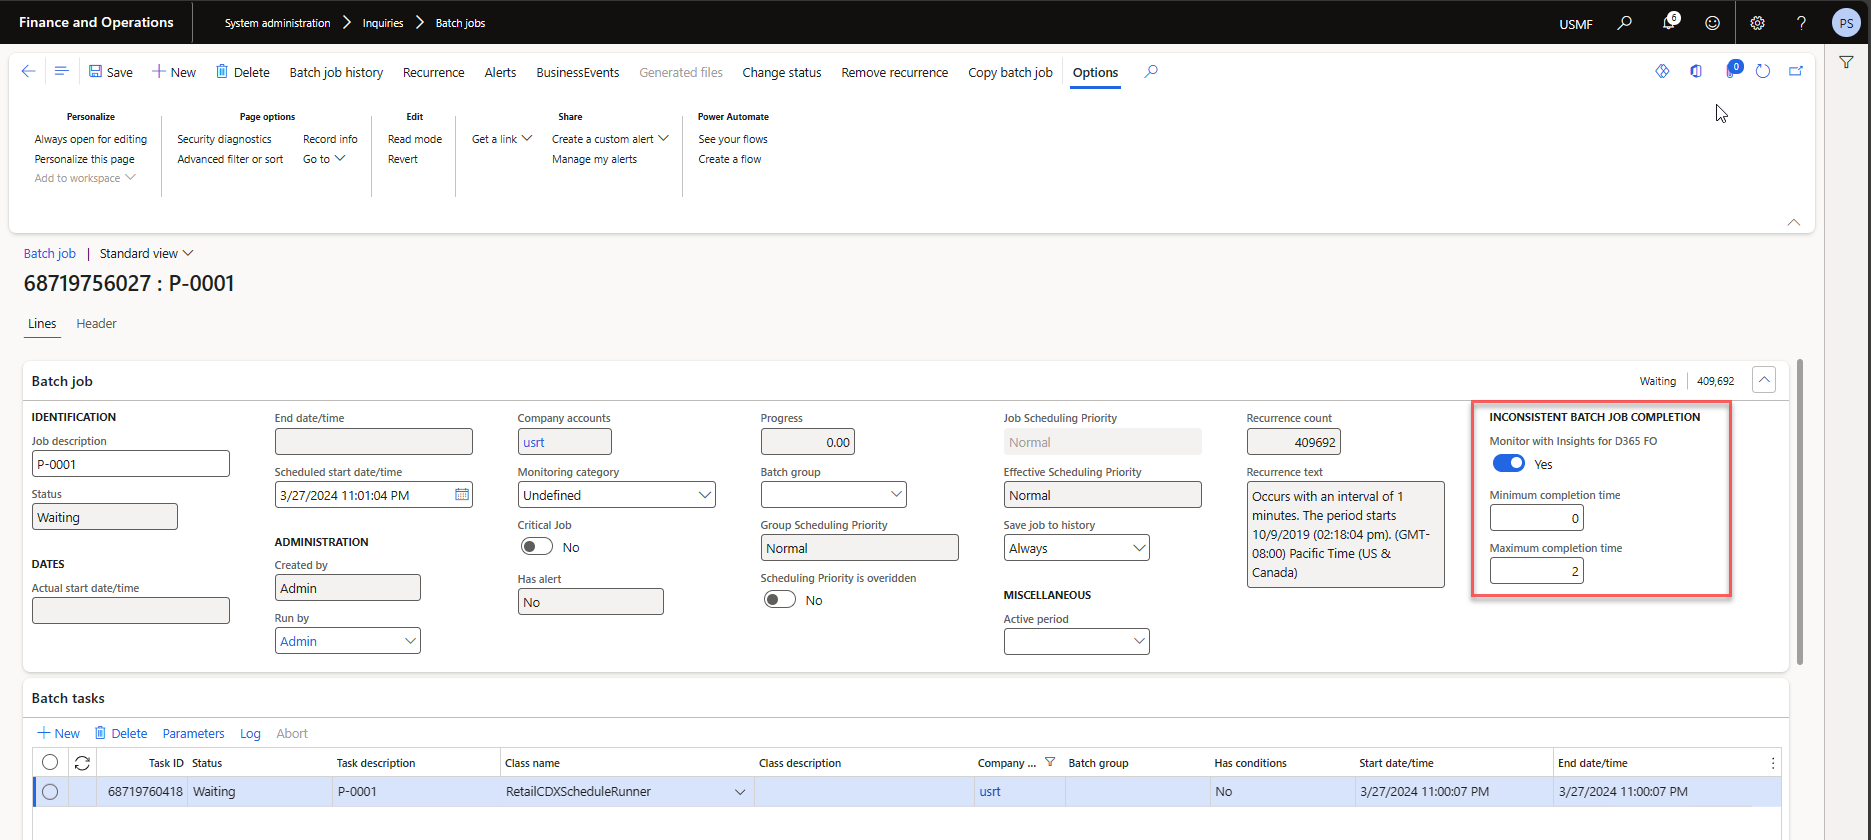 Finance and Operations
System administration
Inquiries
Batch jobs
USMF
6
?
PS
Save
New
Delete
Batch job history
Recurrence
Alerts
BusinessEvents
Generated files
Change status
Remove recurrence
Copy batch job
Options
0
Personalize
Always open for editing
Personalize this page
Add to workspace
Page options
Security diagnostics
Advanced filter or sort
Record info
Go to
Edit
Read mode
Revert
Share
Get a link
Create a custom alert
Manage my alerts
Power Automate
See your flows
Create a flow
Batch job | Standard view
68719756027 : P-0001
Lines
Header
Batch job
Waiting
409,692
IDENTIFICATION
Job description
P-0001
Status
Waiting
DATES
Actual start date/time
End date/time
Scheduled start date/time
3/27/2024 11:01:04 PM
ADMINISTRATION
Created by
Admin
Run by
Admin
Company accounts
usrt
Monitoring category
Undefined
Critical Job
No
Has alert
No
Progress
0.00
Batch group
Group Scheduling Priority
Normal
Scheduling Priority is overidden
No
Job Scheduling Priority
Normal
Effective Scheduling Priority
Normal
Save job to history
Always
MISCELLANEOUS
Active period
Recurrence count
409692
Recurrence text
Occurs with an interval of 1
minutes. The period starts
10/9/2019 (02:18:04 pm). (GMT-
08:00) Pacific Time (US &
Canada)
INCONSISTENT BATCH JOB COMPLETION
Monitor with Insights for D365 FO
Yes
Minimum completion time
0
Maximum completion time
2
Batch tasks
New
Delete
Parameters
Log
Abort
Task ID
Status
Task description
Class name
Class description
Company ...
Batch group
Has conditions
Start date/time
End date/time
68719760418
Waiting
P-0001
RetailCDXScheduleRunner
usrt
No
3/27/2024 11:00:07 PM
3/27/2024 11:00:07 PM